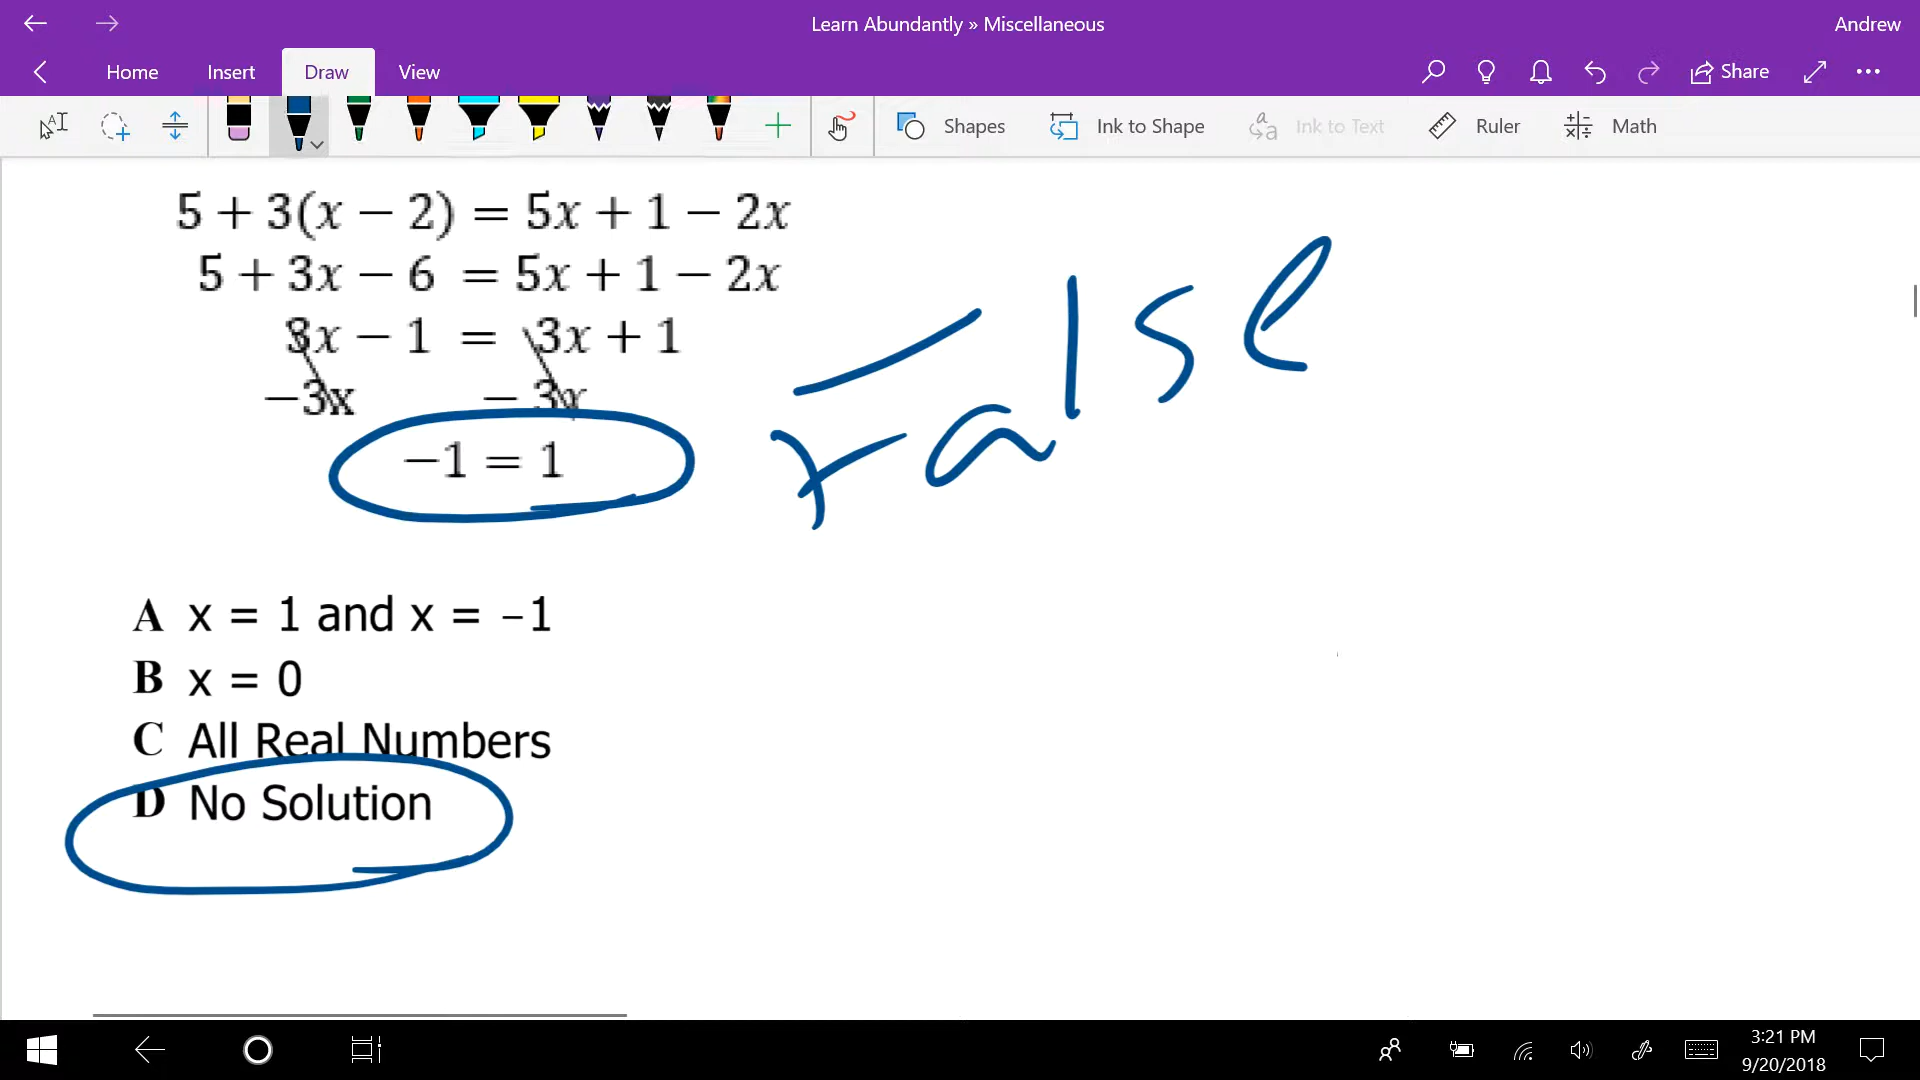 Learn Abundantly » Miscellaneous
Andrew
Home Insert Draw View
Share
Shapes Ink to Shape Ink to Text Ruler Math
5 + 3(x − 2) = 5x + 1 − 2x
5 + 3x − 6 = 5x + 1 − 2x
3x − 1 = 3x + 1
−3x − 3x
−1 = 1
False
A x = 1 and x = −1
B x = 0
C All Real Numbers
D No Solution
3:21 PM
9/20/2018